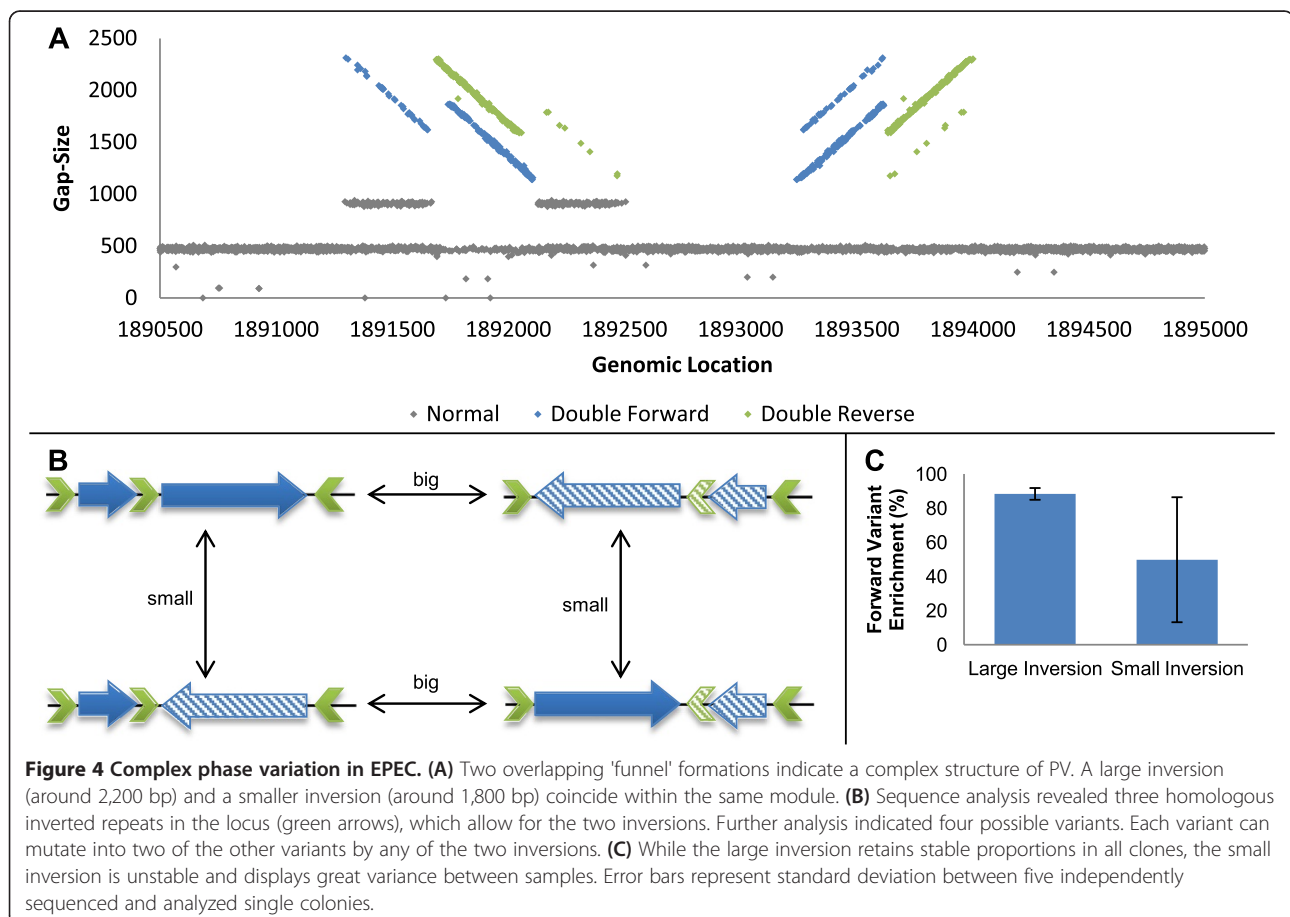 A
2500
2000
1500
1000
500
0
Gap-Size
1890500 1891000 1891500 1892000 1892500 1893000 1893500 1894000 1894500 1895000
Genomic Location
Normal Double Forward Double Reverse
B
big
small small
big
C
100
80
60
40
20
0
Forward Variant
Enrichment (%)
Large Inversion Small Inversion
Figure 4 Complex phase variation in EPEC. (A) Two overlapping 'funnel' formations indicate a complex structure of PV. A large inversion
(around 2,200 bp) and a smaller inversion (around 1,800 bp) coincide within the same module. (B) Sequence analysis revealed three homologous
inverted repeats in the locus (green arrows), which allow for the two inversions. Further analysis indicated four possible variants. Each variant can
mutate into two of the other variants by any of the two inversions. (C) While the large inversion retains stable proportions in all clones, the small
inversion is unstable and displays great variance between samples. Error bars represent standard deviation between five independently
sequenced and analyzed single colonies.